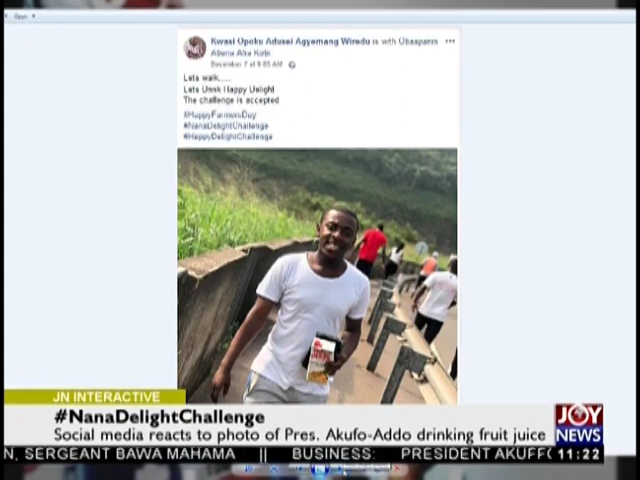 Kwasi Opoku Adusei Agyemang Wiredu is with Obaapanin
December 7 at 9:05 AM
Lets walk.....
Lets Drink Happy Delight
The challenge is accepted
#HappyFarmersDay
#NanaDelightChallenge
#HappyDelightChallenge
JN INTERACTIVE
#NanaDelightChallenge
Social media reacts to photo of Pres. Akufo-Addo drinking fruit juice
JOY
NEWS
N, SERGEANT BAWA MAHAMA || BUSINESS: PRESIDENT AKUFO
11:22